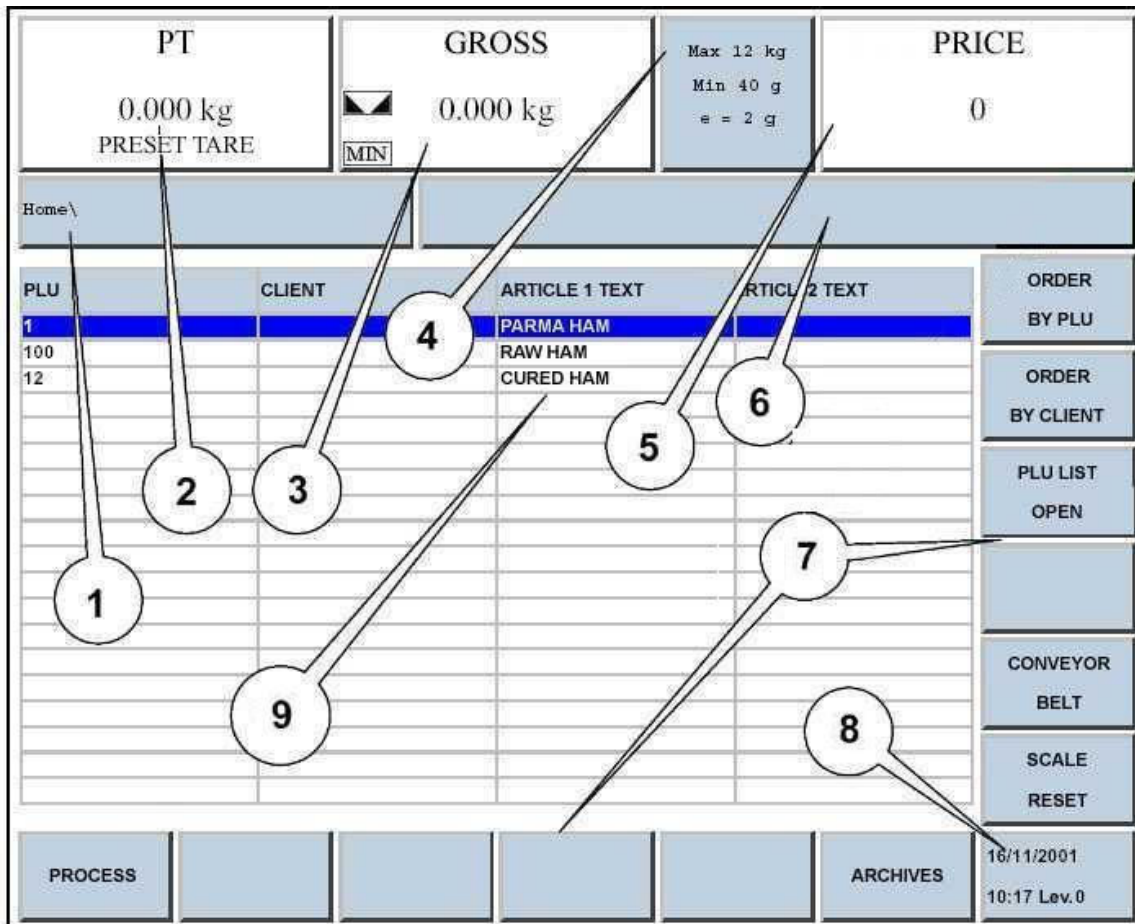 PT
0.000 kg
PRESET TARE
GROSS
0.000 kg
MIN
Max 12 kg
Min 40 g
e = 2 g
PRICE
0
Home\
PLU CLIENT ARTICLE 1 TEXT RTICL 2 TEXT
1 PARMA HAM
100 RAW HAM
12 CURED HAM
ORDER
BY PLU
ORDER
BY CLIENT
PLU LIST
OPEN
CONVEYOR
BELT
SCALE
RESET
4
6
5
2
3
7
1
9
8
PROCESS
ARCHIVES
16/11/2001
10:17 Lev.0